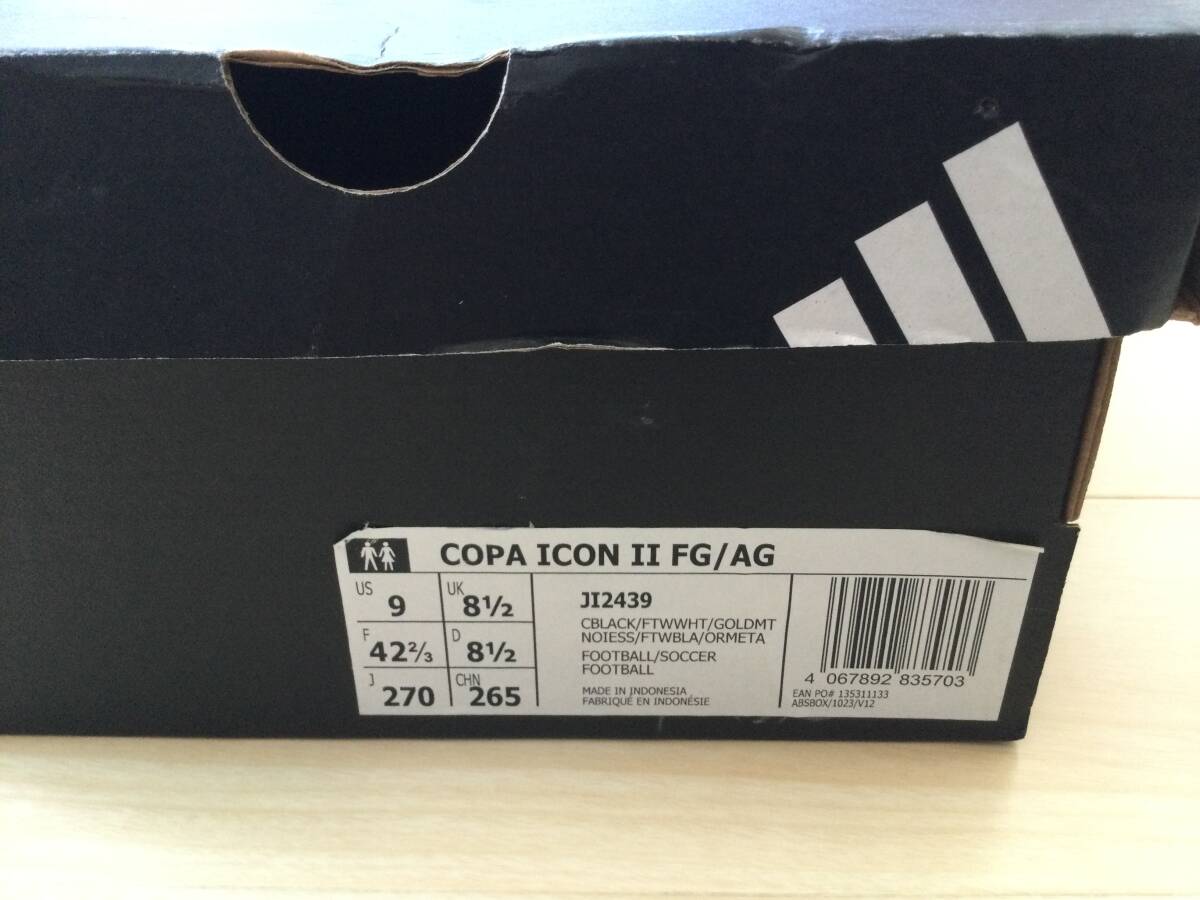 COPA ICON II FG/AG
US 9 UK 8½
F 42⅔ D 8½
J 270 CHN 265
JI2439
CBLACK/FTWWHT/GOLDMT
NOIESS/FTWBLA/ORMETA
FOOTBALL/SOCCER
FOOTBALL
MADE IN INDONESIA
FABRIQUÉ EN INDONÉSIE
4 067892 835703
EAN PO# 135311133
ABSBOX/1023/V12